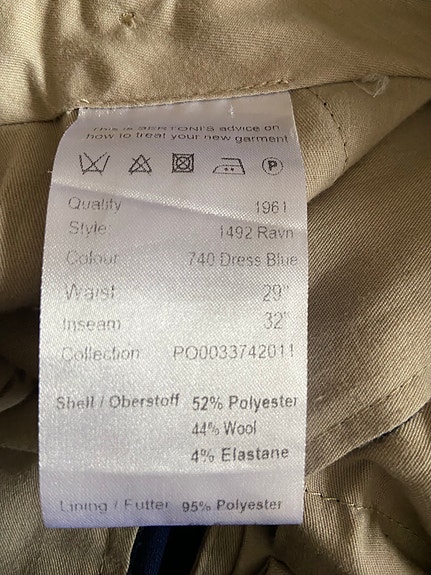 This is BERTONI'S advice on
how to treat your new garment
P
Quality 1961
Style: 1492 Ravn
Colour 740 Dress Blue
Waist 29"
Inseam 32"
Collection PO0033742011
Shell / Oberstoff 52% Polyester
44% Wool
4% Elastane
Lining / Futter 95% Polyester